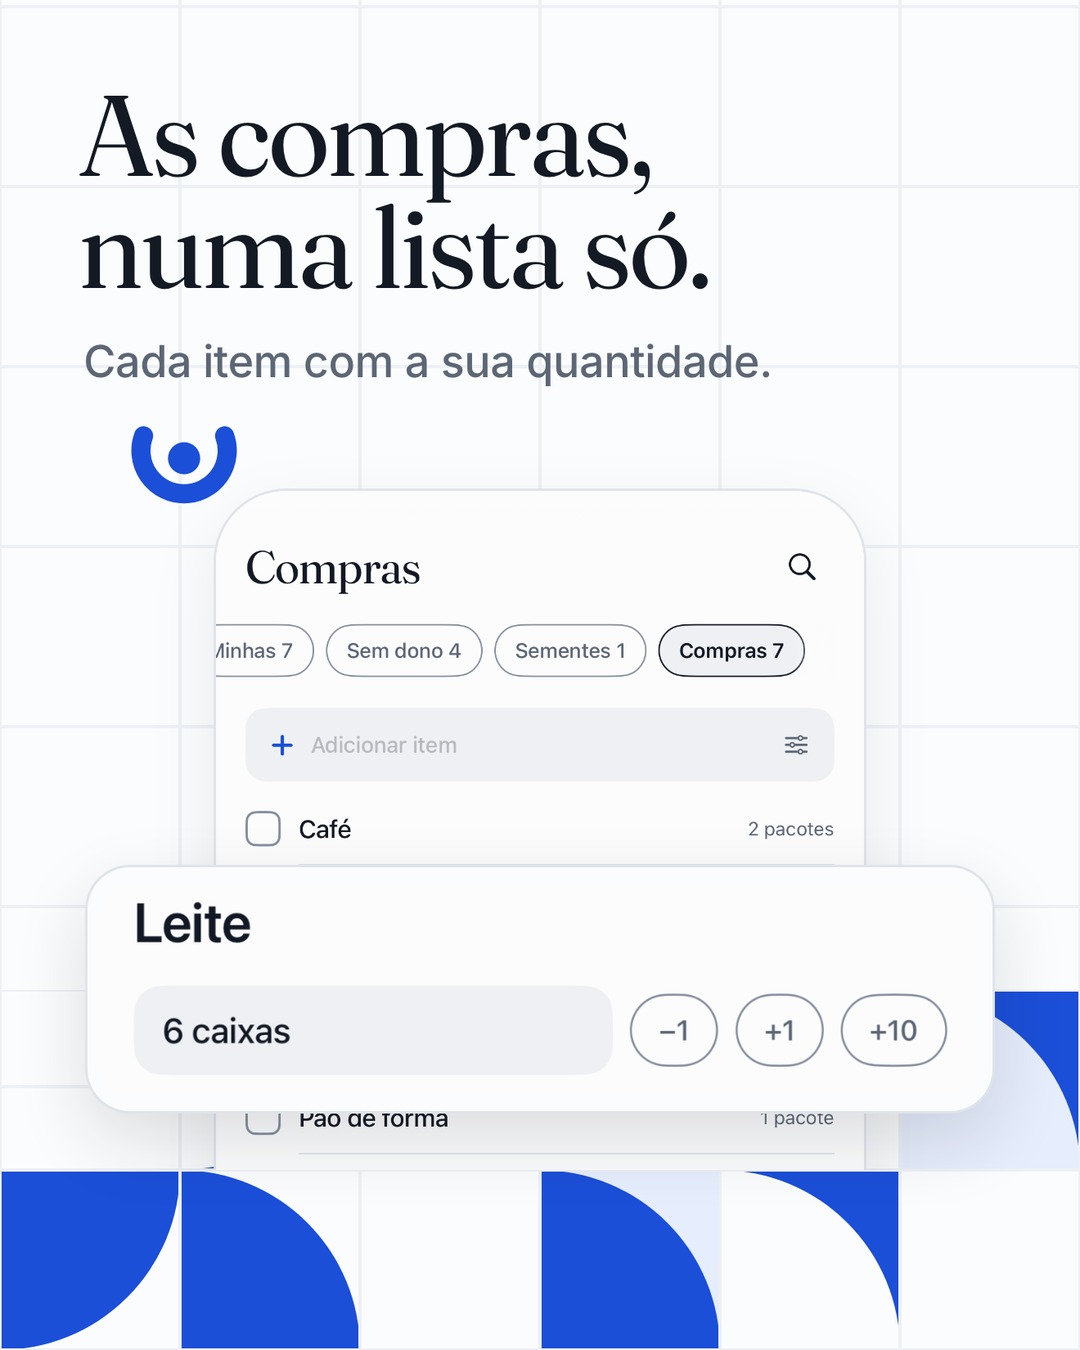 As compras,
numa lista só.
Cada item com a sua quantidade.
Compras
Minhas 7
Sem dono 4
Sementes 1
Compras 7
+ Adicionar item
Café
2 pacotes
Leite
6 caixas
−1
+1
+10
Pão de forma
1 pacote